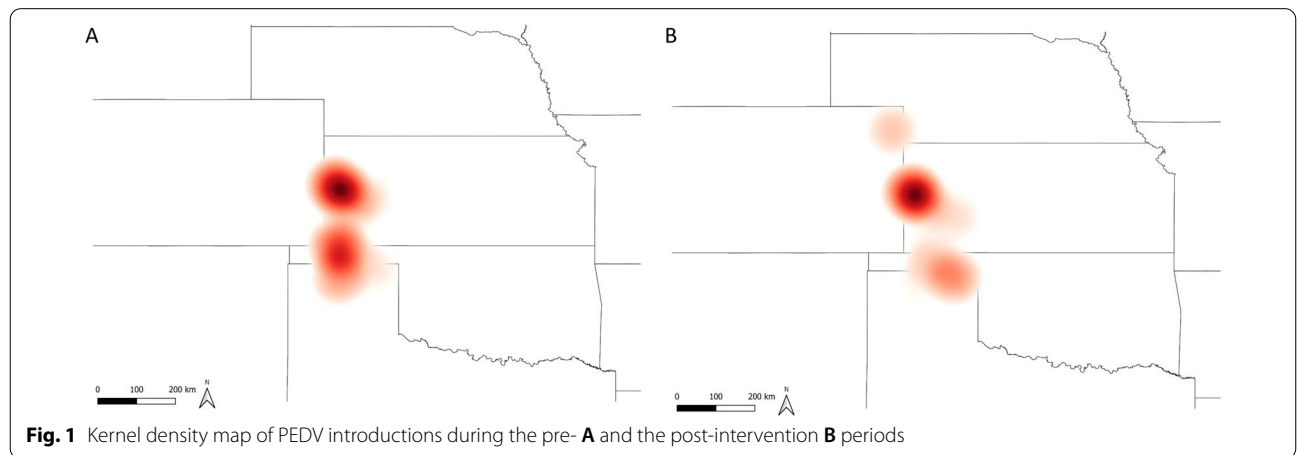 A
B
0 100 200 km
N
0 100 200 km
N
Fig. 1 Kernel density map of PEDV introductions during the pre- A and the post-intervention B periods